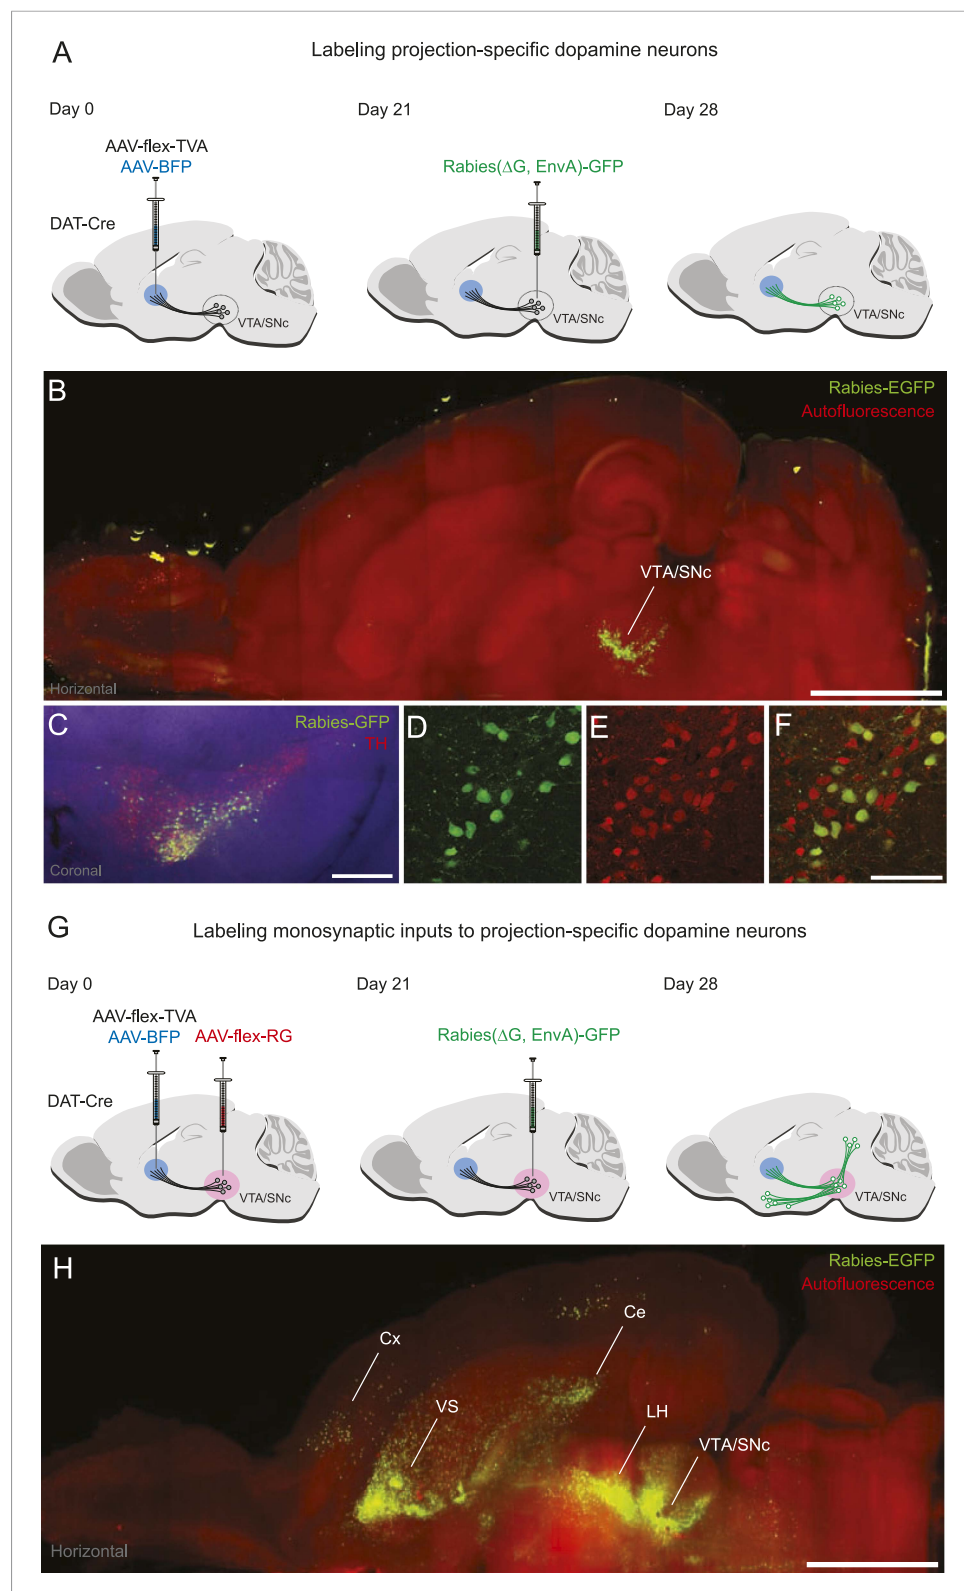 A
Labeling projection-specific dopamine neurons
Day 0
Day 21
Day 28
AAV-flex-TVA
AAV-BFP
Rabies(ΔG, EnvA)-GFP
DAT-Cre
VTA/SNc
VTA/SNc
VTA/SNc
B
Rabies-EGFP
Autofluorescence
VTA/SNc
Horizontal
C
Rabies-GFP
TH
Coronal
D
E
F
G
Labeling monosynaptic inputs to projection-specific dopamine neurons
Day 0
Day 21
Day 28
AAV-flex-TVA
AAV-BFP
AAV-flex-RG
Rabies(ΔG, EnvA)-GFP
DAT-Cre
VTA/SNc
VTA/SNc
VTA/SNc
H
Rabies-EGFP
Autofluorescence
Cx
Ce
VS
LH
VTA/SNc
Horizontal